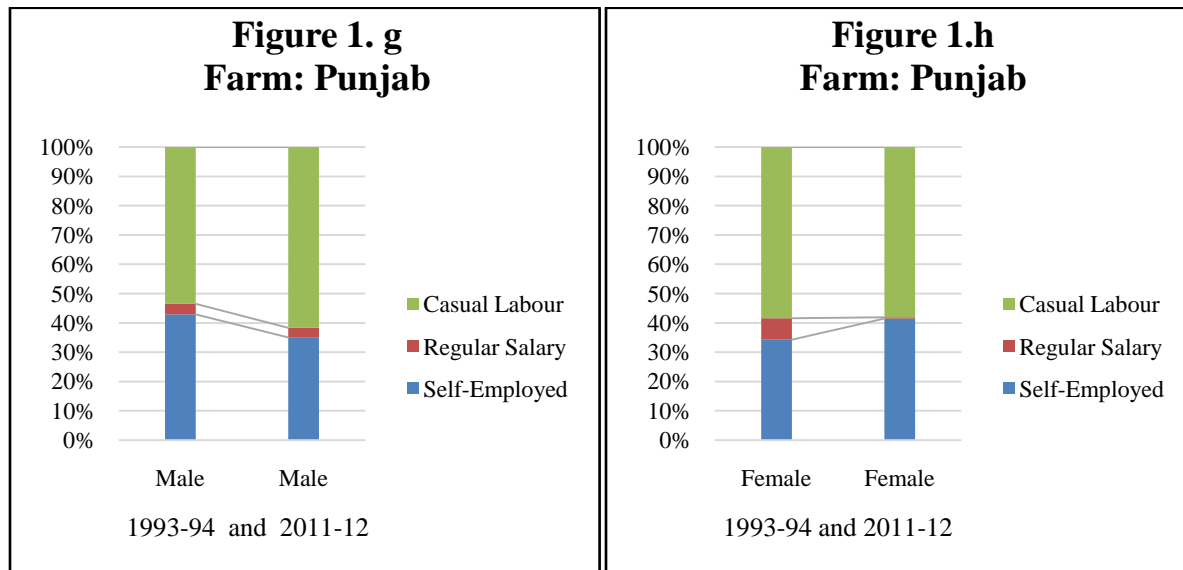 Figure 1. g
Farm: Punjab
100%
90%
80%
70%
60%
50%
40%
30%
20%
10%
0%
Casual Labour
Regular Salary
Self-Employed
Male Male
1993-94 and 2011-12
Figure 1.h
Farm: Punjab
100%
90%
80%
70%
60%
50%
40%
30%
20%
10%
0%
Casual Labour
Regular Salary
Self-Employed
Female Female
1993-94 and 2011-12